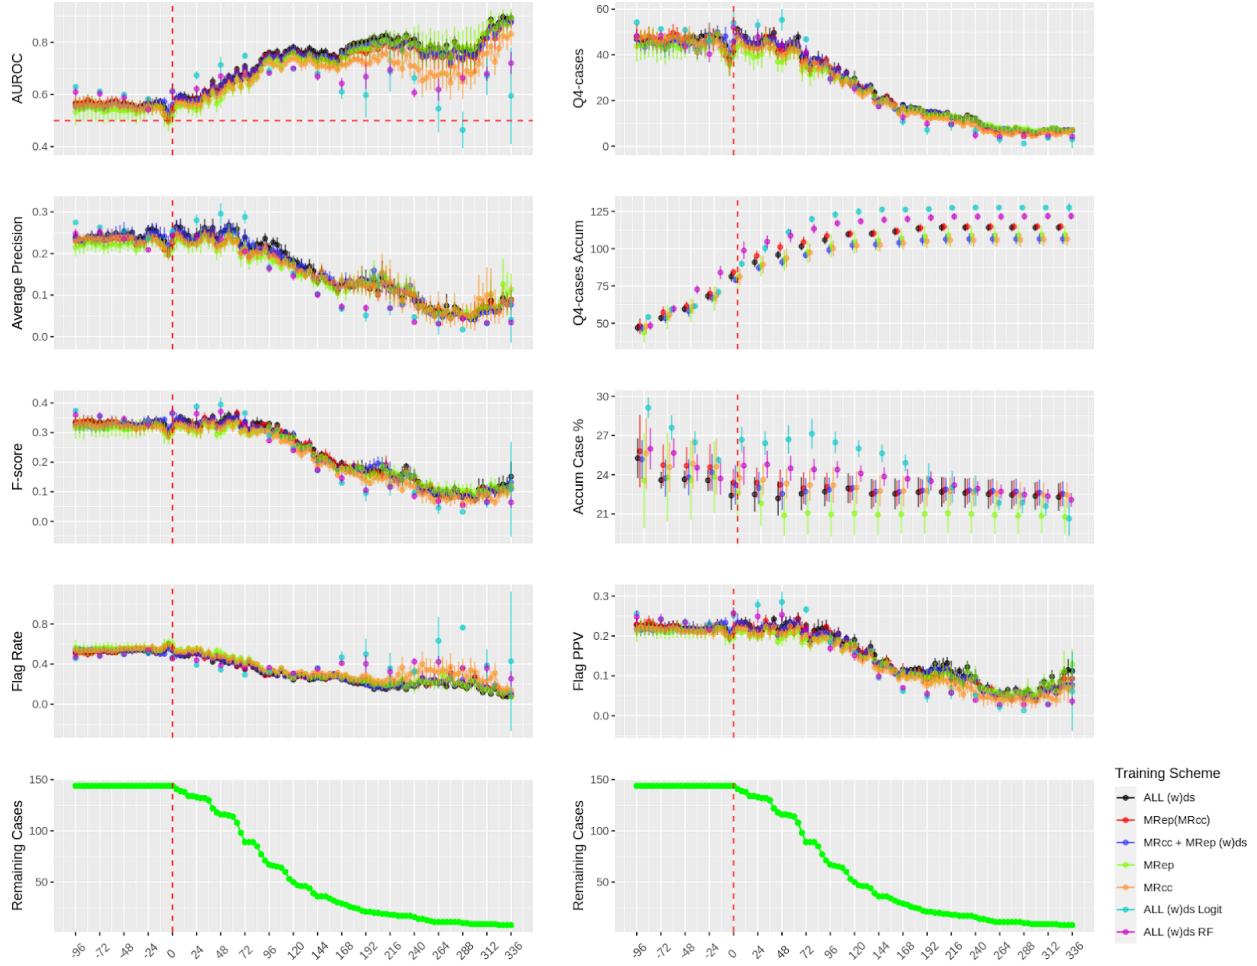 AUROC
0.8
0.6
0.4
Q4-cases
60
40
20
0
Average Precision
0.3
0.2
0.1
0.0
Q4-cases Accum
125
100
75
50
F-score
0.4
0.3
0.2
0.1
0.0
Accum Case %
30
27
24
21
Flag Rate
0.8
0.4
0.0
Flag PPV
0.3
0.2
0.1
0.0
Remaining Cases
150
100
50
-96 -72 -48 -24 0 24 48 72 96 120 144 168 192 216 240 264 288 312 336
Remaining Cases
150
100
50
-96 -72 -48 -24 0 24 48 72 96 120 144 168 192 216 240 264 288 312 336
Training Scheme
ALL (w)ds
MRep(MRcc)
MRcc + MRep (w)ds
MRep
MRcc
ALL (w)ds Logit
ALL (w)ds RF